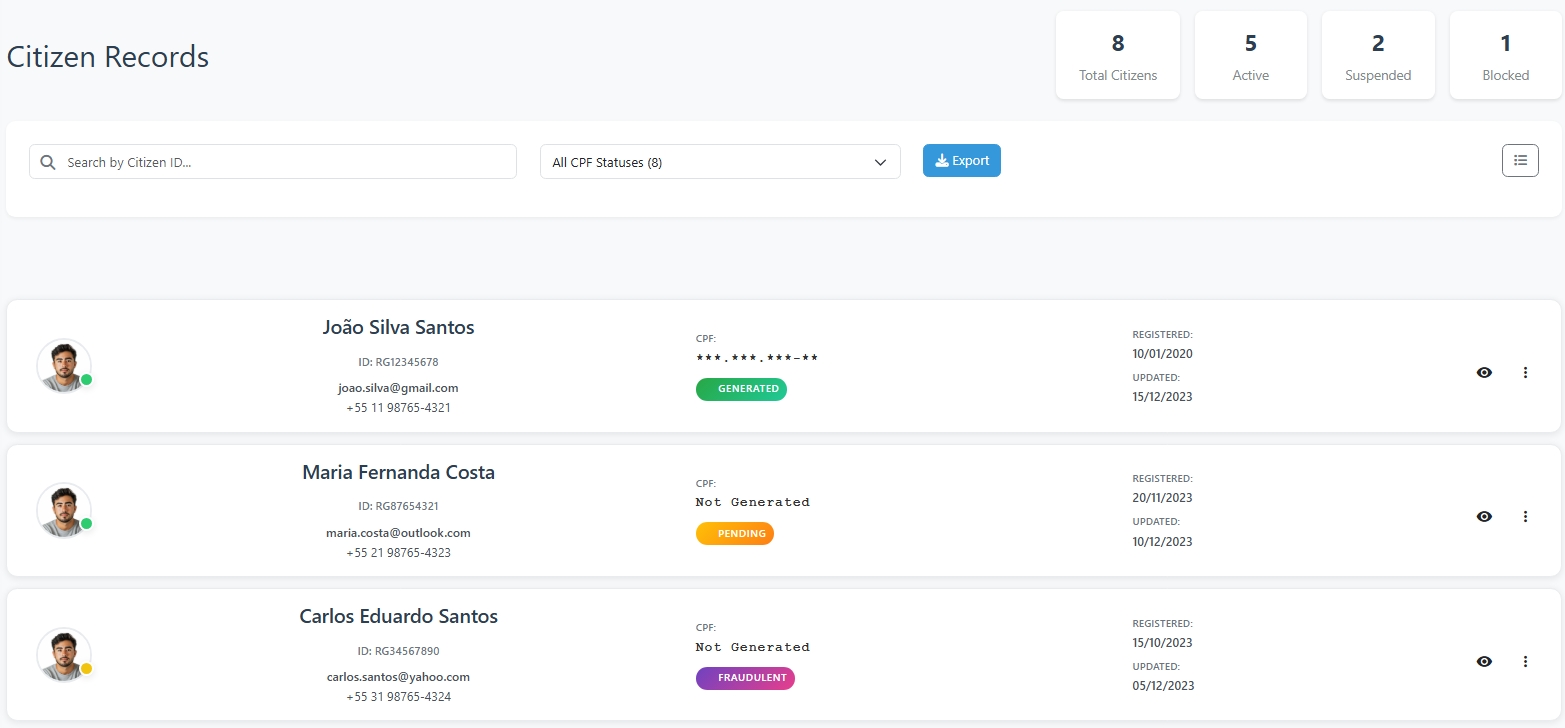 Citizen Records
8
Total Citizens
5
Active
2
Suspended
1
Blocked
Search by Citizen ID...
All CPF Statuses (8)
Export
João Silva Santos
ID: RG12345678
joao.silva@gmail.com
+55 11 98765-4321
CPF:
***.***.***-**
GENERATED
REGISTERED:
10/01/2020
UPDATED:
15/12/2023
Maria Fernanda Costa
ID: RG87654321
maria.costa@outlook.com
+55 21 98765-4323
CPF:
Not Generated
PENDING
REGISTERED:
20/11/2023
UPDATED:
10/12/2023
Carlos Eduardo Santos
ID: RG34567890
carlos.santos@yahoo.com
+55 31 98765-4324
CPF:
Not Generated
FRAUDULENT
REGISTERED:
15/10/2023
UPDATED:
05/12/2023